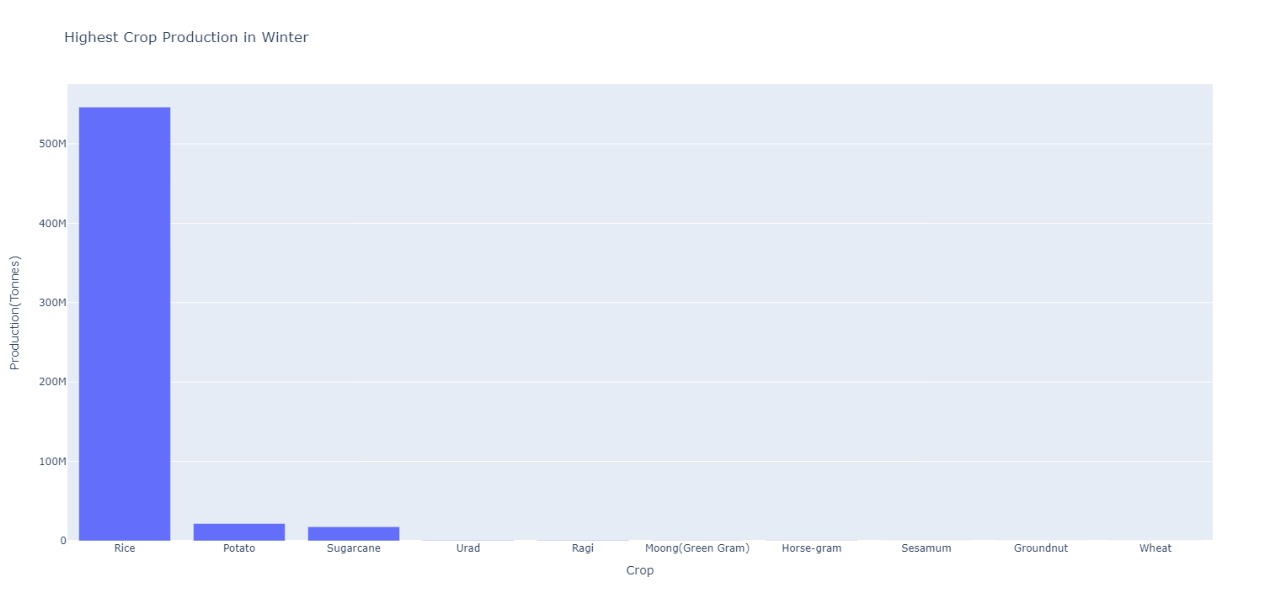 Highest Crop Production in Winter
500M
400M
300M
200M
100M
0
Production(Tonnes)
Rice Potato Sugarcane Urad Ragi Moong(Green Gram) Horse-gram Sesamum Groundnut Wheat
Crop